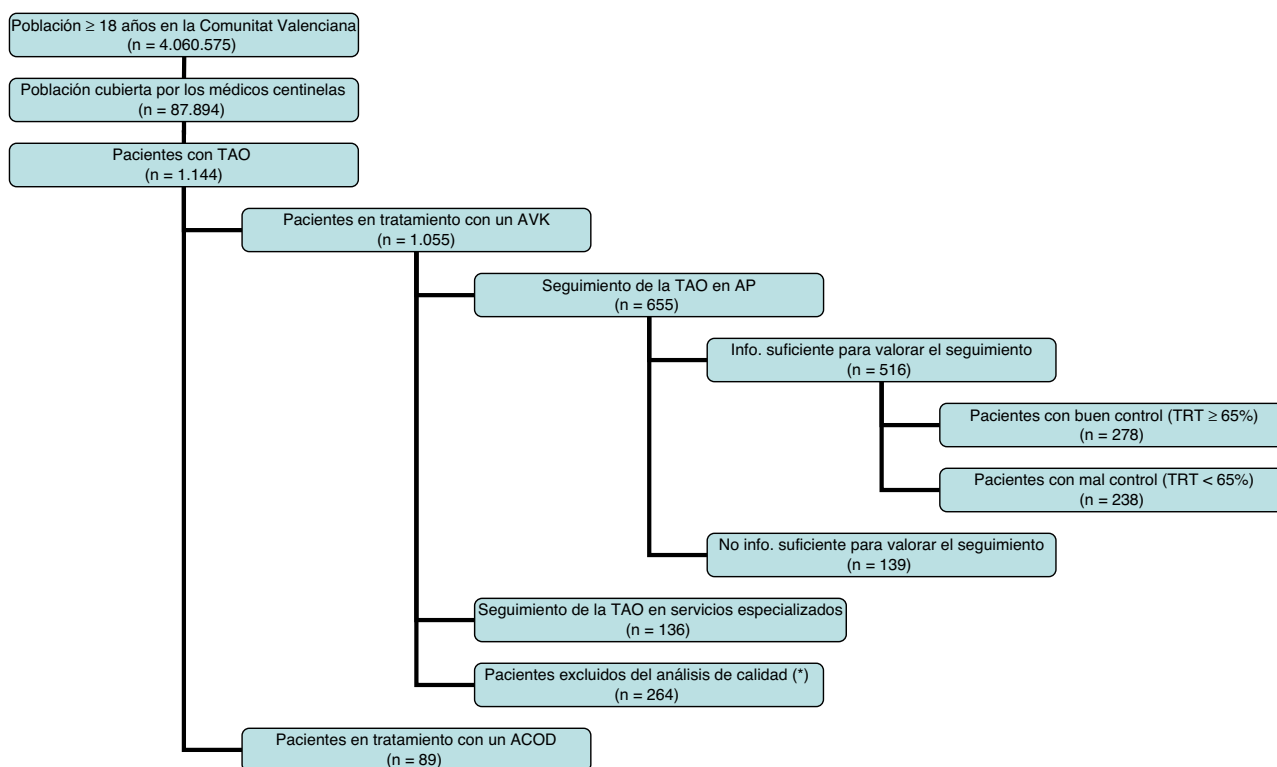 Población ≥ 18 años en la Comunitat Valenciana
(n = 4.060.575)
Población cubierta por los médicos centinelas
(n = 87.894)
Pacientes con TAO
(n = 1.144)
Pacientes en tratamiento con un AVK
(n = 1.055)
Seguimiento de la TAO en AP
(n = 655)
Info. suficiente para valorar el seguimiento
(n = 516)
Pacientes con buen control (TRT ≥ 65%)
(n = 278)
Pacientes con mal control (TRT < 65%)
(n = 238)
No info. suficiente para valorar el seguimiento
(n = 139)
Seguimiento de la TAO en servicios especializados
(n = 136)
Pacientes excluidos del análisis de calidad (*)
(n = 264)
Pacientes en tratamiento con un ACOD
(n = 89)